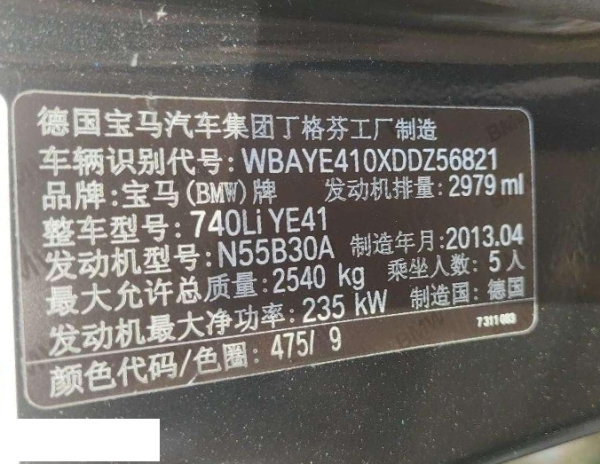 德国宝马汽车集团丁格芬工厂制造
车辆识别代号: WBAYE410XDDZ56821
品牌: 宝马(BMW)牌 发动机排量: 2979 ml
整车型号: 740Li YE41
发动机型号: N55B30A 制造年月: 2013.04
最大允许总质量: 2540 kg 乘坐人数: 5人
发动机最大净功率: 235 kW 制造国: 德国
颜色代码/色圈: 475/ 9